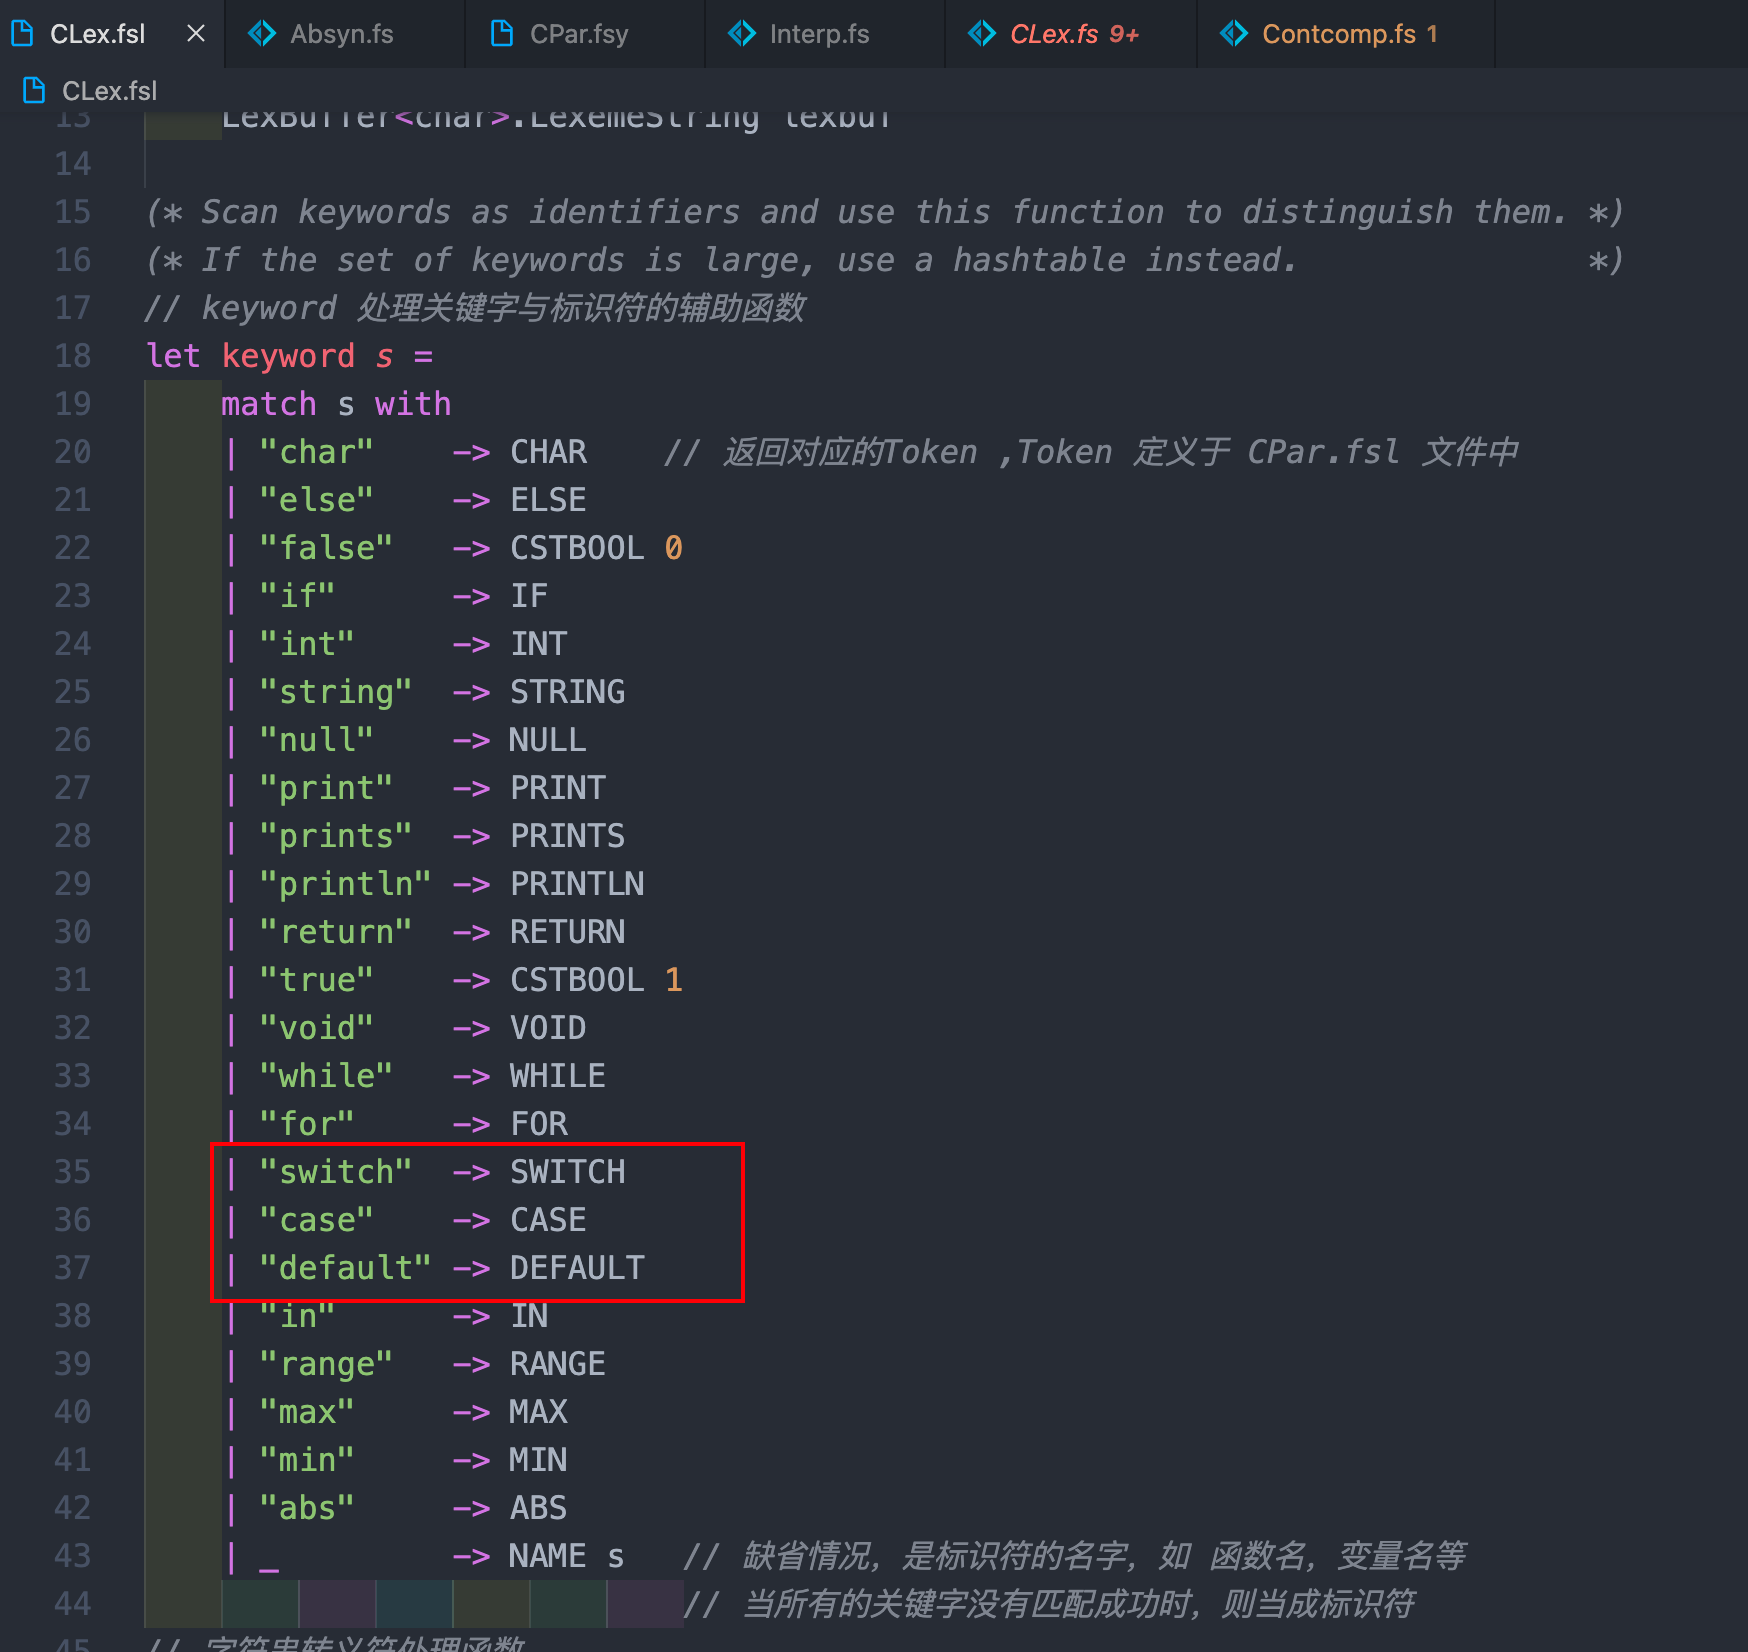 CLex.fsl
Absyn.fs
CPar.fsy
Interp.fs
CLex.fs 9+
Contcomp.fs 1
CLex.fsl
13 LexBuffer<char>.LexemeString lexbuf
14
15 (* Scan keywords as identifiers and use this function to distinguish them. *)
16 (* If the set of keywords is large, use a hashtable instead. *)
17 // keyword 处理关键字与标识符的辅助函数
18 let keyword s =
19 match s with
20 | "char" -> CHAR // 返回对应的Token ,Token 定义于 CPar.fsl 文件中
21 | "else" -> ELSE
22 | "false" -> CSTBOOL 0
23 | "if" -> IF
24 | "int" -> INT
25 | "string" -> STRING
26 | "null" -> NULL
27 | "print" -> PRINT
28 | "prints" -> PRINTS
29 | "println" -> PRINTLN
30 | "return" -> RETURN
31 | "true" -> CSTBOOL 1
32 | "void" -> VOID
33 | "while" -> WHILE
34 | "for" -> FOR
35 | "switch" -> SWITCH
36 | "case" -> CASE
37 | "default" -> DEFAULT
38 | "in" -> IN
39 | "range" -> RANGE
40 | "max" -> MAX
41 | "min" -> MIN
42 | "abs" -> ABS
43 | _ -> NAME s // 缺省情况，是标识符的名字，如 函数名，变量名等
44 // 当所有的关键字没有匹配成功时，则当成标识符
45 // 字符串转义符处理函数